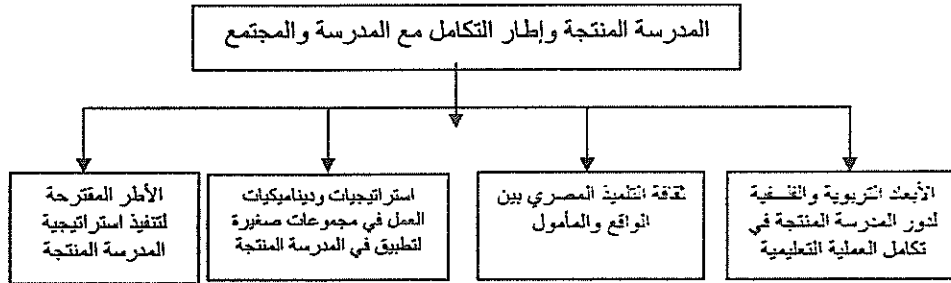 المدرسة المنتجة وإطار التكامل مع المدرسة والمجتمع
الأبعاد التربوية والفلسفية
لدور المدرسة المنتجة في
تكامل العملية التعليمية
ثقافة التلميذ المصري بين
الواقع والمأمول
استراتيجيات وديناميكيات
العمل في مجموعات صغيرة
لتطبيق في المدرسة المنتجة
الأطر المقترحة
لتنفيذ استراتيجية
المدرسة المنتجة